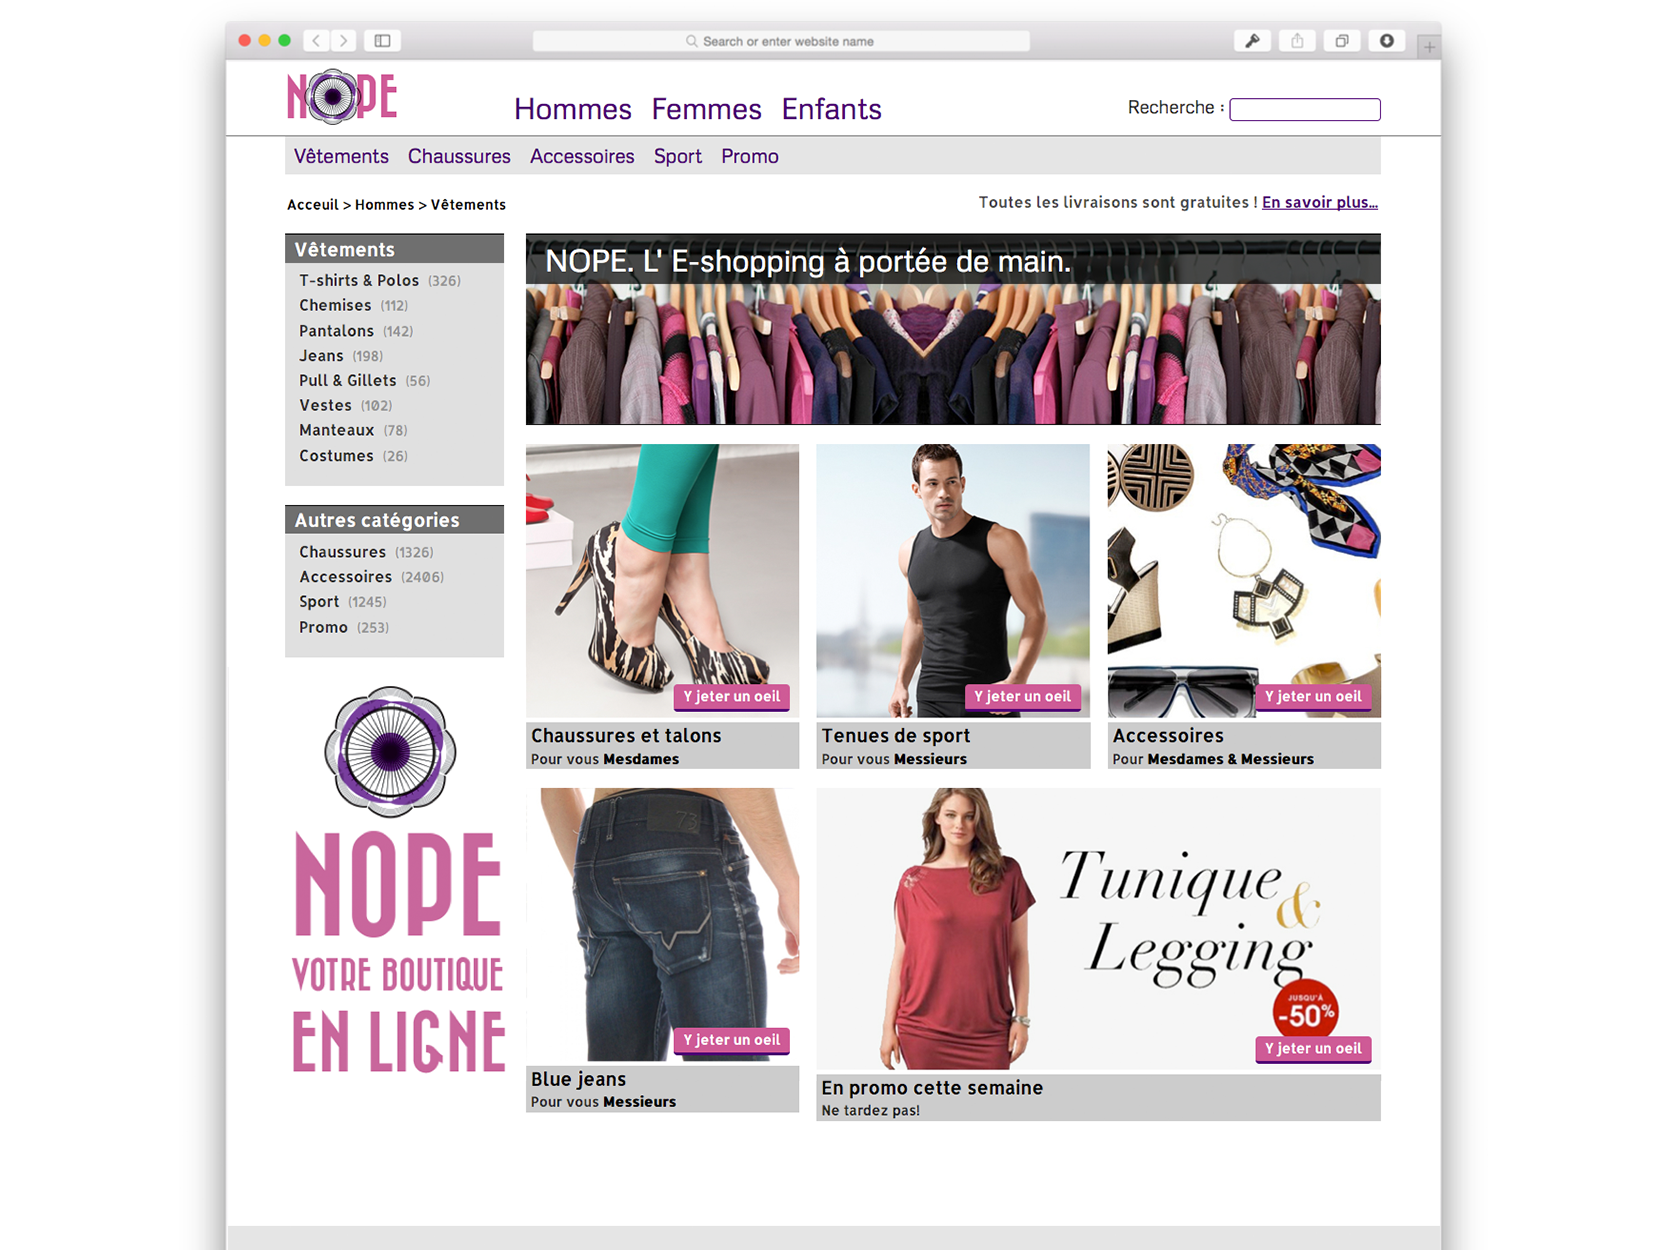 Search or enter website name
NOPE
Hommes Femmes Enfants
Recherche :
Vêtements Chaussures Accessoires Sport Promo
Acceuil > Hommes > Vêtements
Toutes les livraisons sont gratuites ! En savoir plus...
Vêtements
T-shirts & Polos (326)
Chemises (112)
Pantalons (142)
Jeans (198)
Pull & Gillets (56)
Vestes (102)
Manteaux (78)
Costumes (26)
Autres catégories
Chaussures (1326)
Accessoires (2406)
Sport (1245)
Promo (253)
NOPE
VOTRE BOUTIQUE
EN LIGNE
NOPE. L' E-shopping à portée de main.
Y jeter un oeil
Chaussures et talons
Pour vous Mesdames
Y jeter un oeil
Tenues de sport
Pour vous Messieurs
Y jeter un oeil
Accessoires
Pour Mesdames & Messieurs
73
Y jeter un oeil
Blue jeans
Pour vous Messieurs
Tunique
&
Legging
JUSQU'À
-50%
Y jeter un oeil
En promo cette semaine
Ne tardez pas!